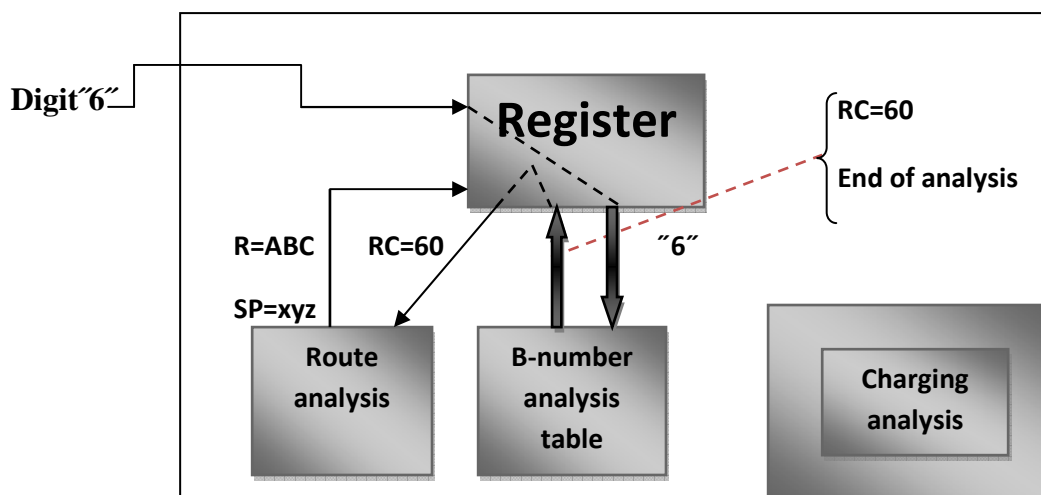 Digit˝6˝
Register
RC=60
End of analysis
R=ABC
RC=60
˝6˝
SP=xyz
Route
analysis
B-number
analysis
table
Charging
analysis